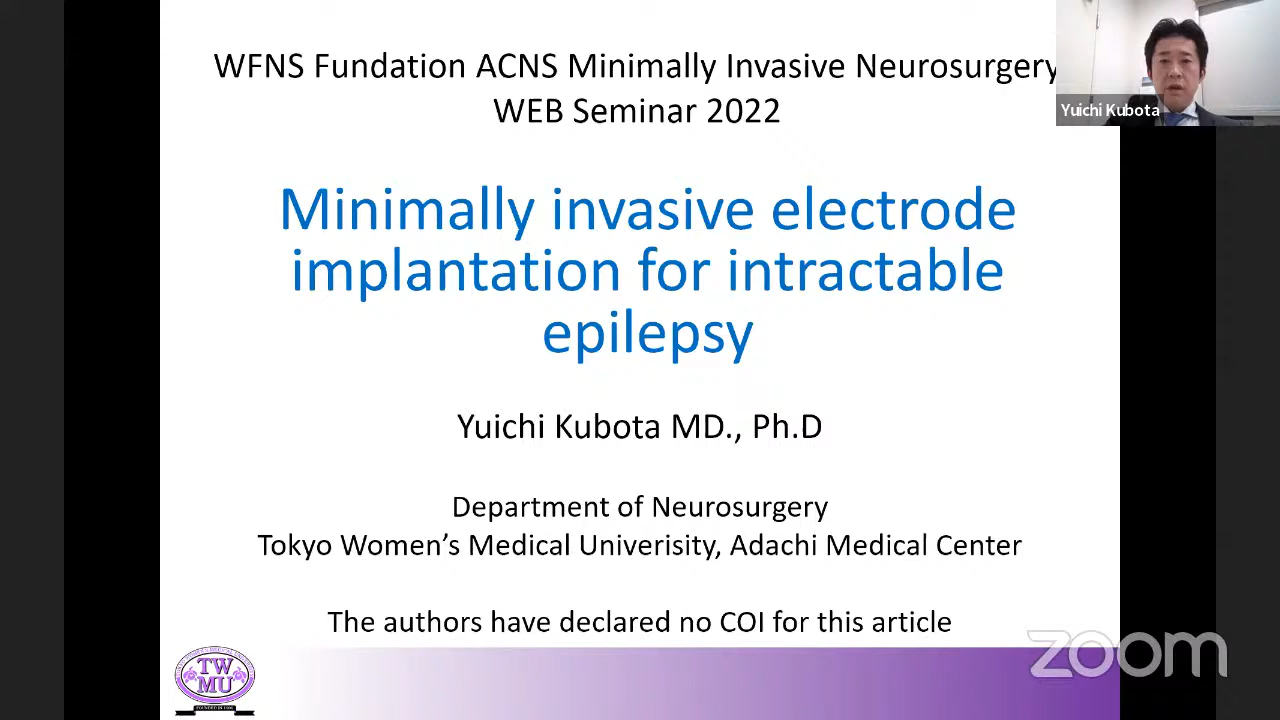 WFNS Fundation ACNS Minimally Invasive Neurosurgery
WEB Seminar 2022
Yuichi Kubota
Minimally invasive electrode
implantation for intractable
epilepsy
Yuichi Kubota MD., Ph.D
Department of Neurosurgery
Tokyo Women's Medical Univerisity, Adachi Medical Center
The authors have declared no COI for this article
TW
MU
zoom